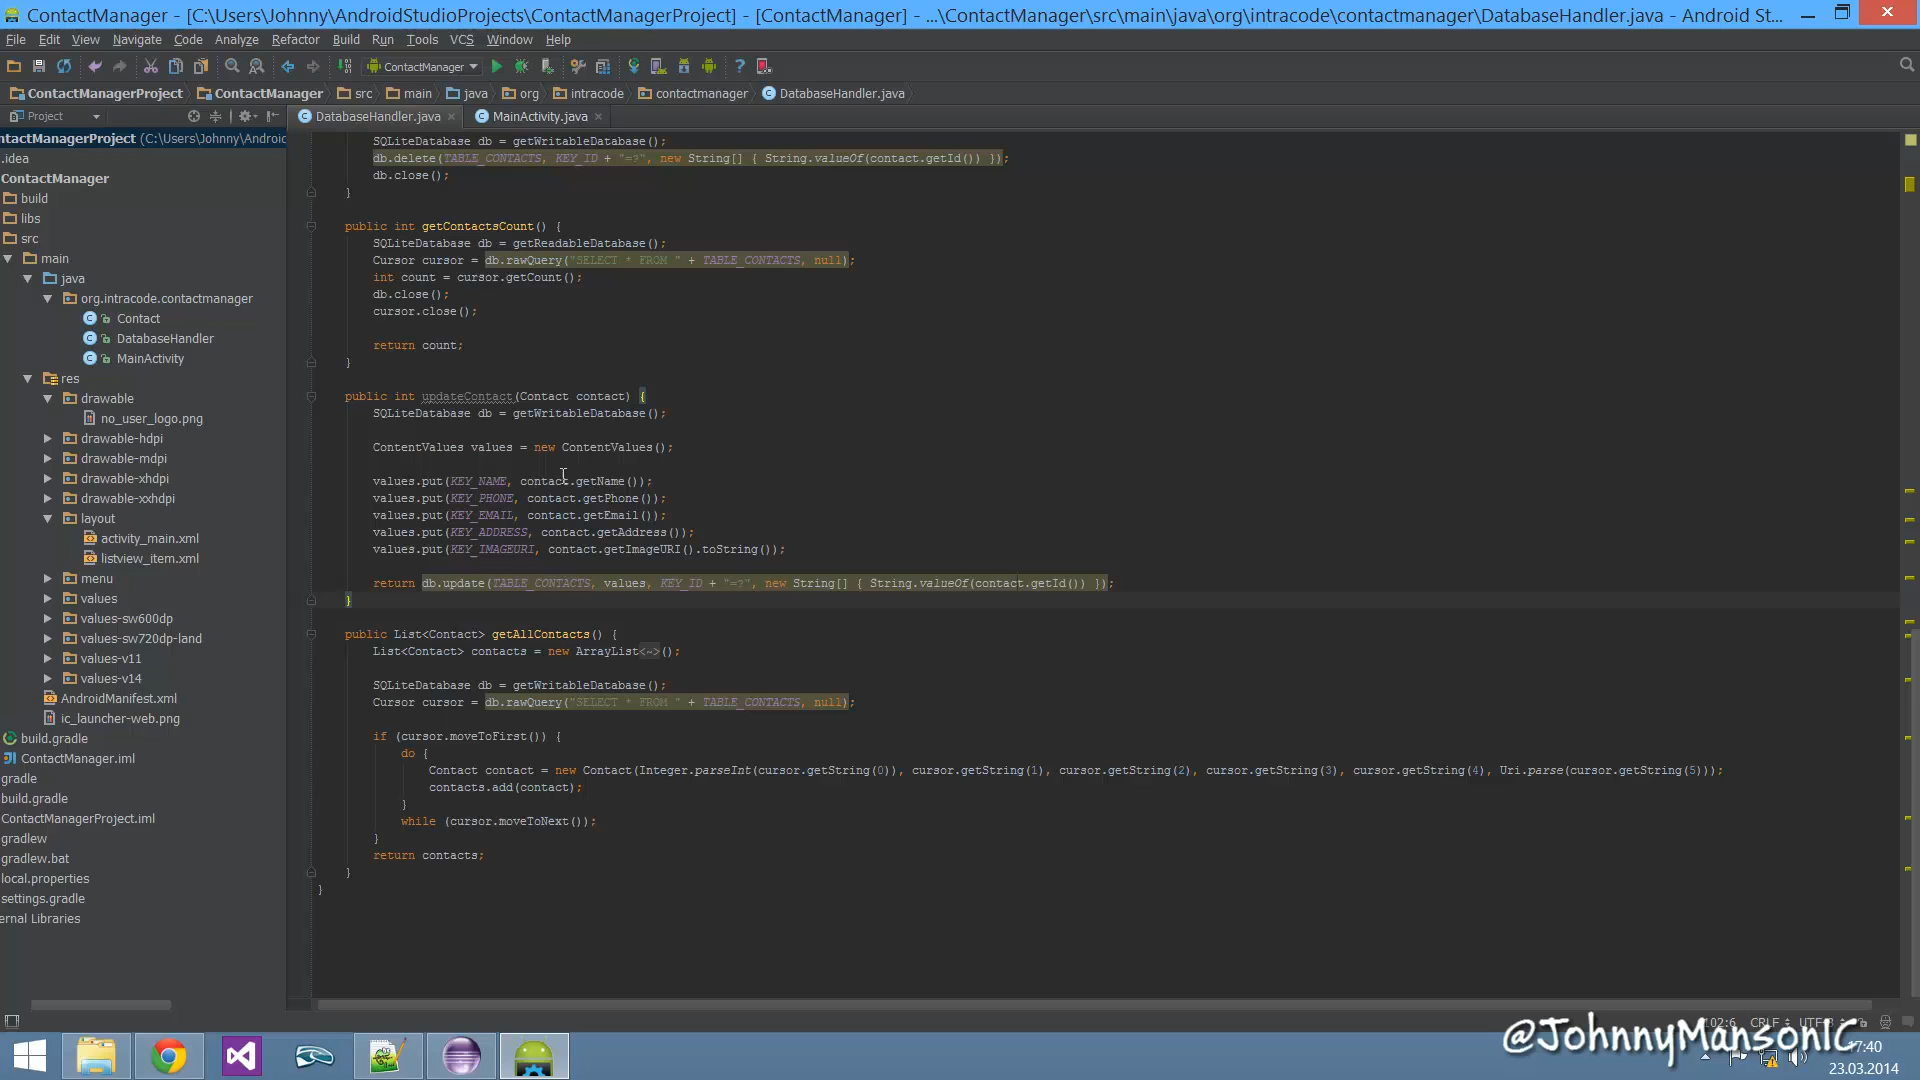 ContactManager - [C:\Users\Johnny\AndroidStudioProjects\ContactManagerProject] - [ContactManager] - ...\ContactManager\src\main\java\org\intracode\contactmanager\DatabaseHandler.java - Android St...
File Edit View Navigate Code Analyze Refactor Build Run Tools VCS Window Help
ContactManager
ContactManagerProject ContactManager src main java org intracode contactmanager DatabaseHandler.java
Project DatabaseHandler.java MainActivity.java
ntactManagerProject (C:\Users\Johnny\Androic
.idea
ContactManager
build
libs
src
main
java
org.intracode.contactmanager
Contact
DatabaseHandler
MainActivity
res
drawable
no_user_logo.png
drawable-hdpi
drawable-mdpi
drawable-xhdpi
drawable-xxhdpi
layout
activity_main.xml
listview_item.xml
menu
values
values-sw600dp
values-sw720dp-land
values-v11
values-v14
AndroidManifest.xml
ic_launcher-web.png
build.gradle
ContactManager.iml
gradle
build.gradle
ContactManagerProject.iml
gradlew
gradlew.bat
local.properties
settings.gradle
ernal Libraries
SQLiteDatabase db = getWritableDatabase();
db.delete(TABLE_CONTACTS, KEY_ID + "=?", new String[] { String.valueOf(contact.getId()) });
db.close();
}
public int getContactsCount() {
SQLiteDatabase db = getReadableDatabase();
Cursor cursor = db.rawQuery("SELECT * FROM " + TABLE_CONTACTS, null);
int count = cursor.getCount();
db.close();
cursor.close();
return count;
}
public int updateContact(Contact contact) {
SQLiteDatabase db = getWritableDatabase();
ContentValues values = new ContentValues();
values.put(KEY_NAME, contact.getName());
values.put(KEY_PHONE, contact.getPhone());
values.put(KEY_EMAIL, contact.getEmail());
values.put(KEY_ADDRESS, contact.getAddress());
values.put(KEY_IMAGEURI, contact.getImageURI().toString());
return db.update(TABLE_CONTACTS, values, KEY_ID + "=?", new String[] { String.valueOf(contact.getId()) });
}
public List<Contact> getAllContacts() {
List<Contact> contacts = new ArrayList<~>();
SQLiteDatabase db = getWritableDatabase();
Cursor cursor = db.rawQuery("SELECT * FROM " + TABLE_CONTACTS, null);
if (cursor.moveToFirst()) {
do {
Contact contact = new Contact(Integer.parseInt(cursor.getString(0)), cursor.getString(1), cursor.getString(2), cursor.getString(3), cursor.getString(4), Uri.parse(cursor.getString(5)));
contacts.add(contact);
}
while (cursor.moveToNext());
}
return contacts;
}
}
102:6 CRLF UTF-8
@JohnnyMansonIC
17:40
23.03.2014